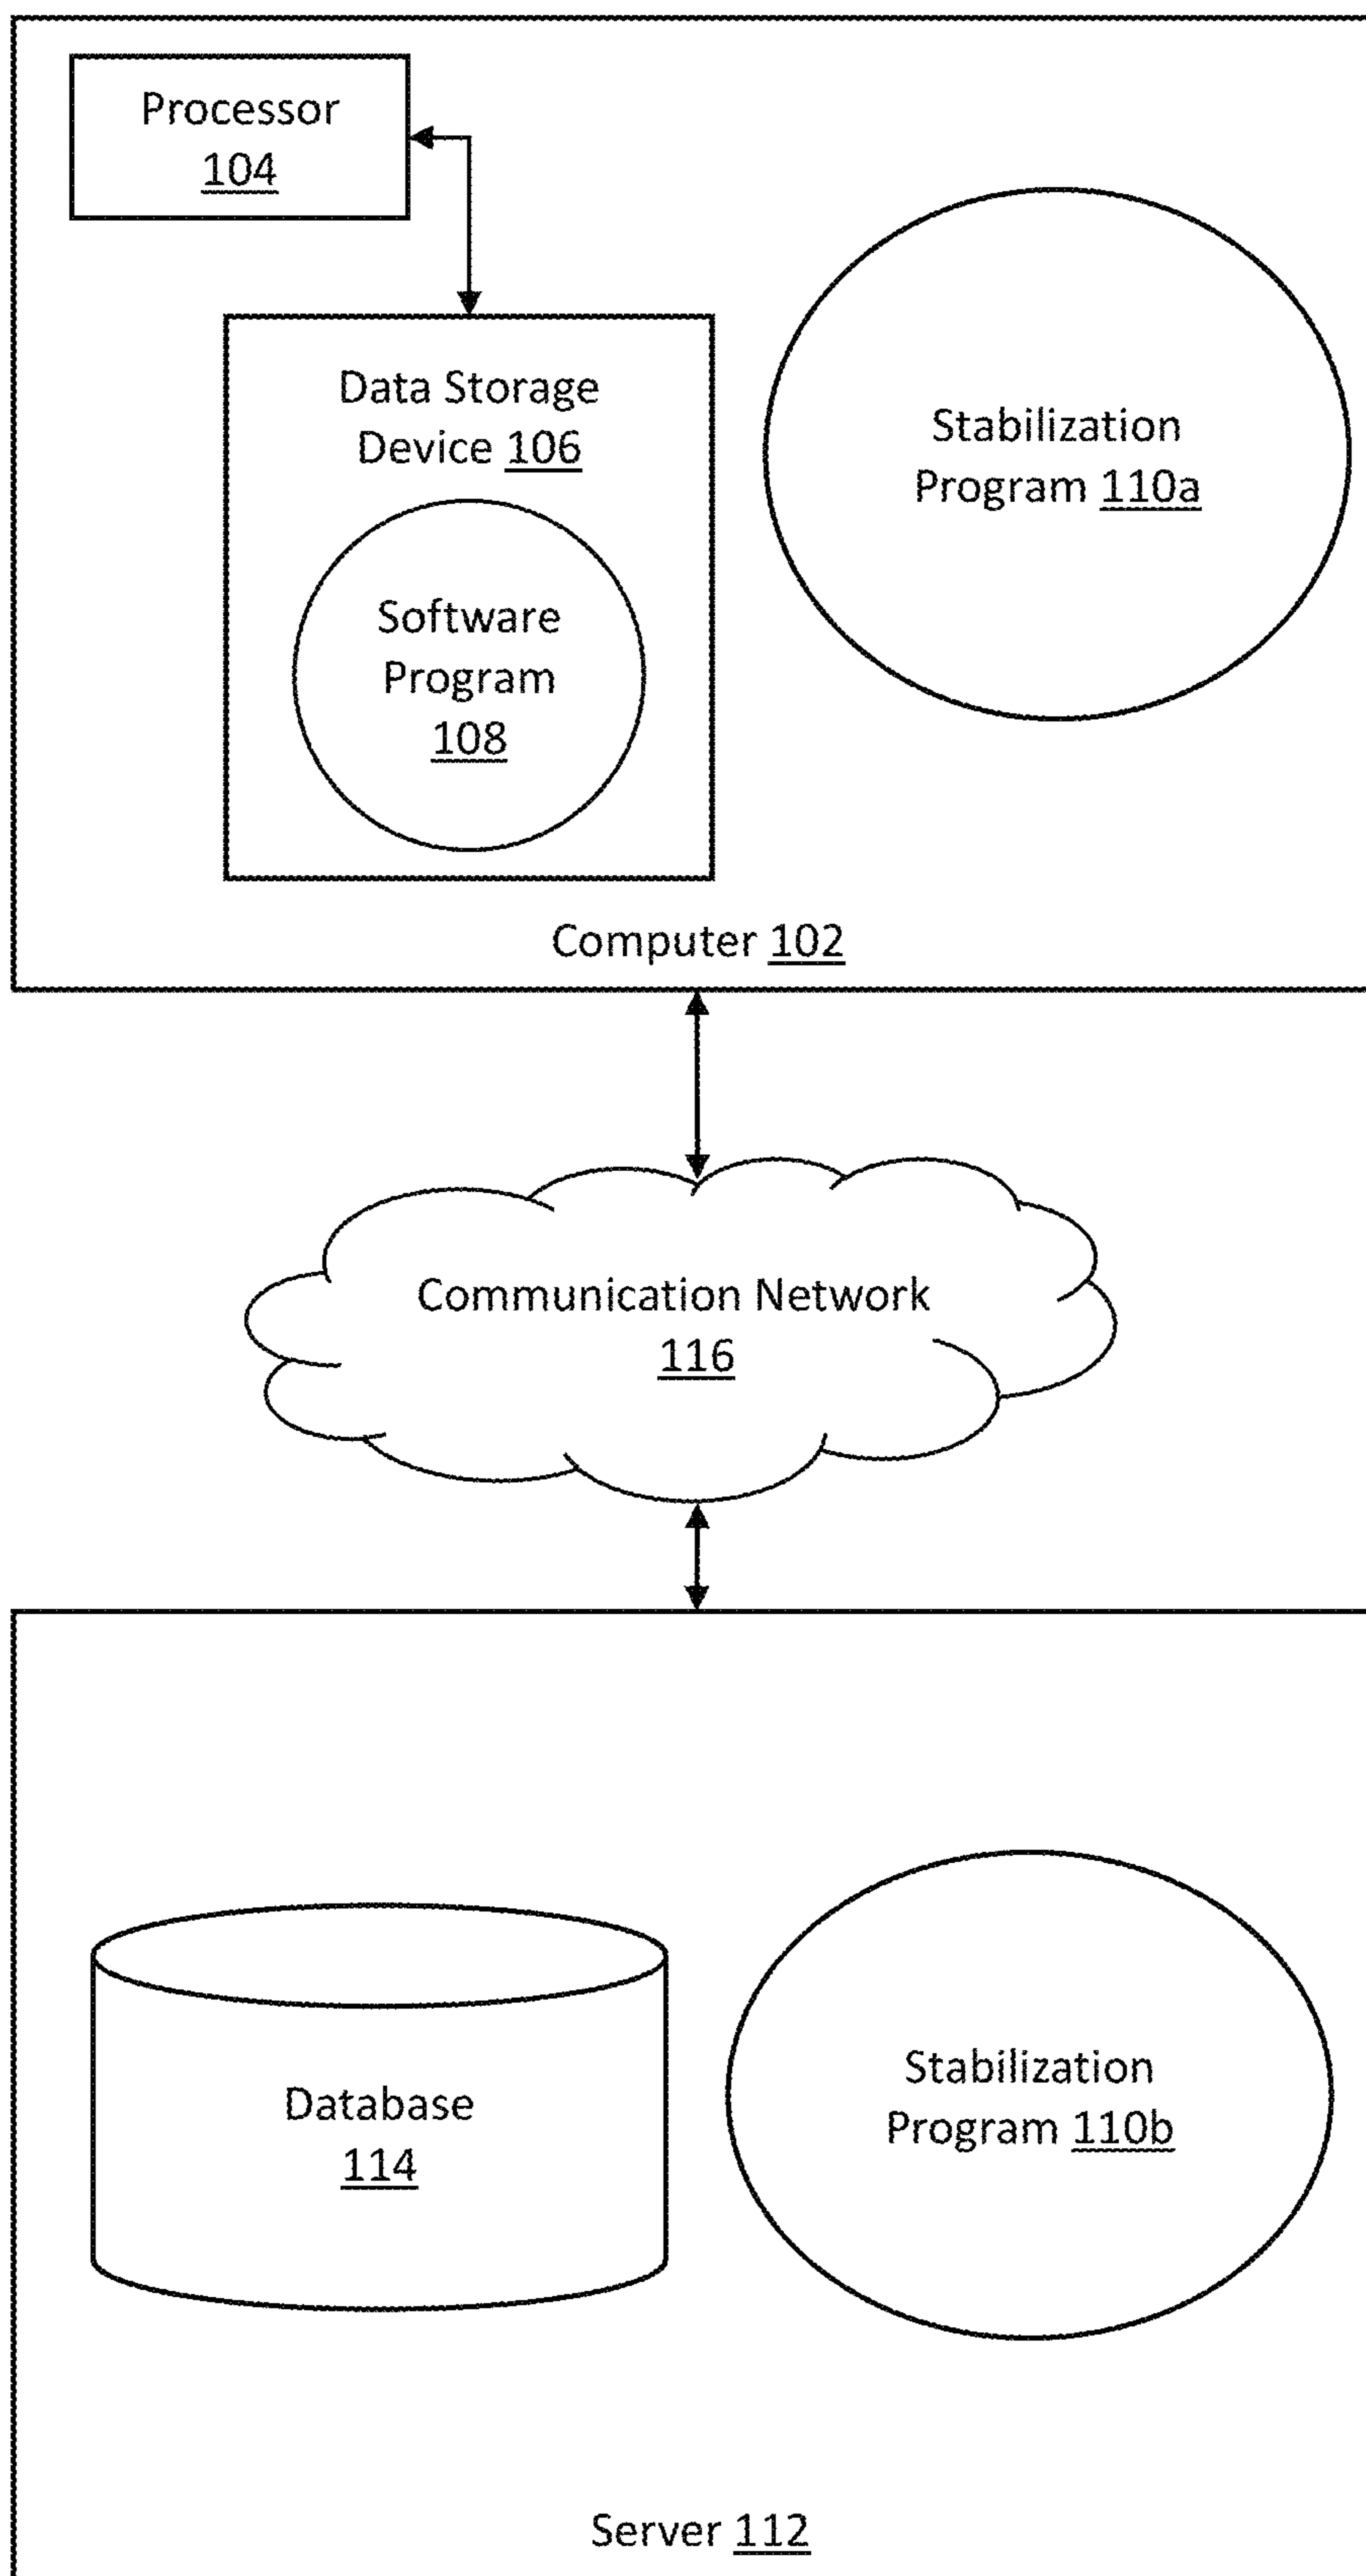 Processor
104
Data Storage
Device 106
Software
Program
108
Stabilization
Program 110a
Computer 102
Communication Network
116
Database
114
Stabilization
Program 110b
Server 112